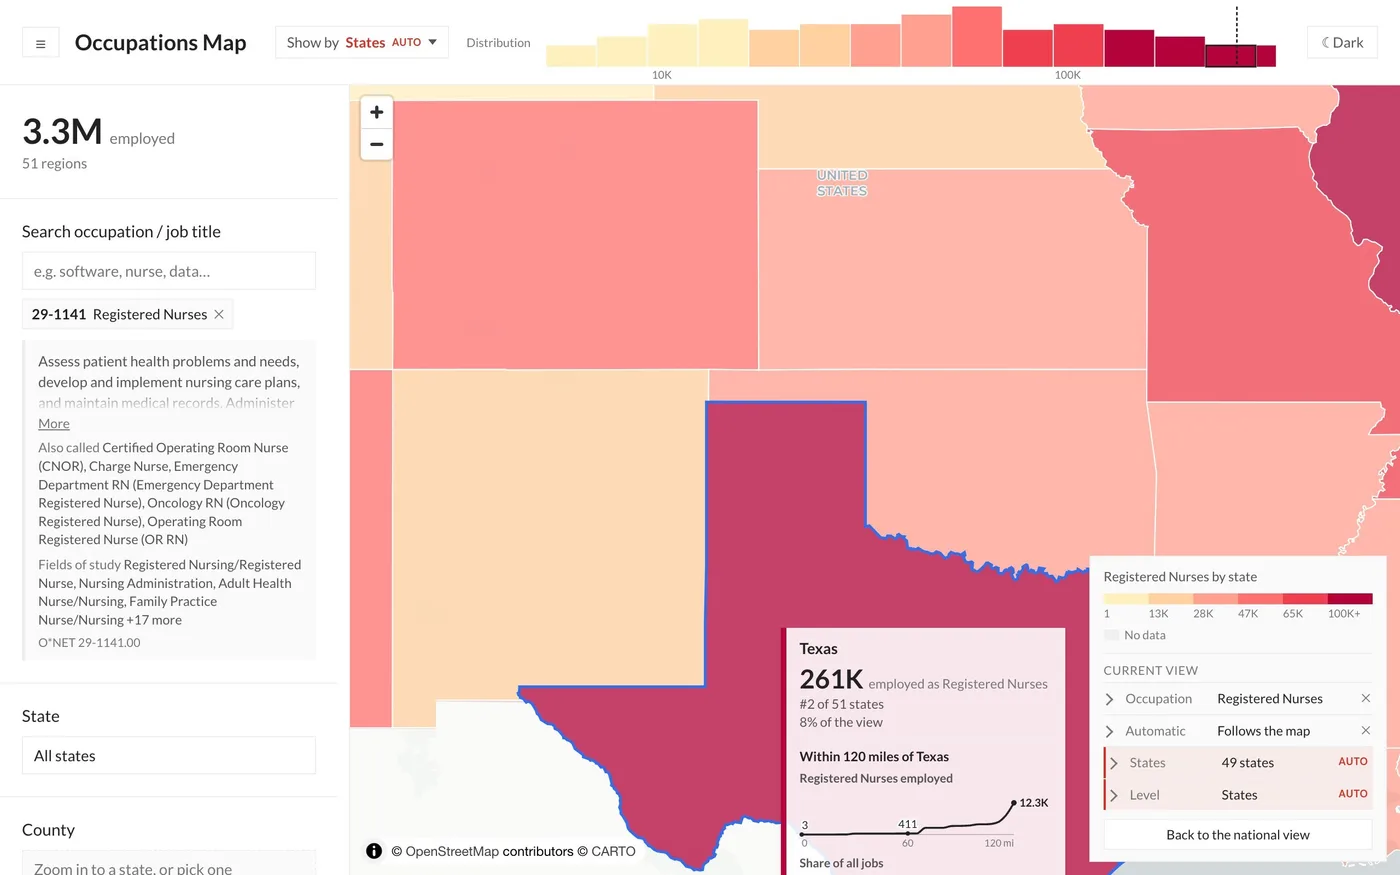 ≡
Occupations Map
Show by States AUTO ▼
Distribution
10K
100K
☾ Dark
3.3M employed
51 regions
Search occupation / job title
e.g. software, nurse, data...
29-1141 Registered Nurses ×
Assess patient health problems and needs,
develop and implement nursing care plans,
and maintain medical records. Administer
More
Also called Certified Operating Room Nurse
(CNOR), Charge Nurse, Emergency
Department RN (Emergency Department
Registered Nurse), Oncology RN (Oncology
Registered Nurse), Operating Room
Registered Nurse (OR RN)
Fields of study Registered Nursing/Registered
Nurse, Nursing Administration, Adult Health
Nurse/Nursing, Family Practice
Nurse/Nursing +17 more
O*NET 29-1141.00
State
All states
County
Zoom in to a state, or pick one
+
−
UNITED
STATES
Texas
261K employed as Registered Nurses
#2 of 51 states
8% of the view
Within 120 miles of Texas
Registered Nurses employed
12.3K
3
411
0
60
120 mi
Share of all jobs
© OpenStreetMap contributors © CARTO
Registered Nurses by state
1 13K 28K 47K 65K 100K+
No data
CURRENT VIEW
Occupation Registered Nurses ×
Automatic Follows the map ×
States 49 states AUTO
Level States AUTO
Back to the national view